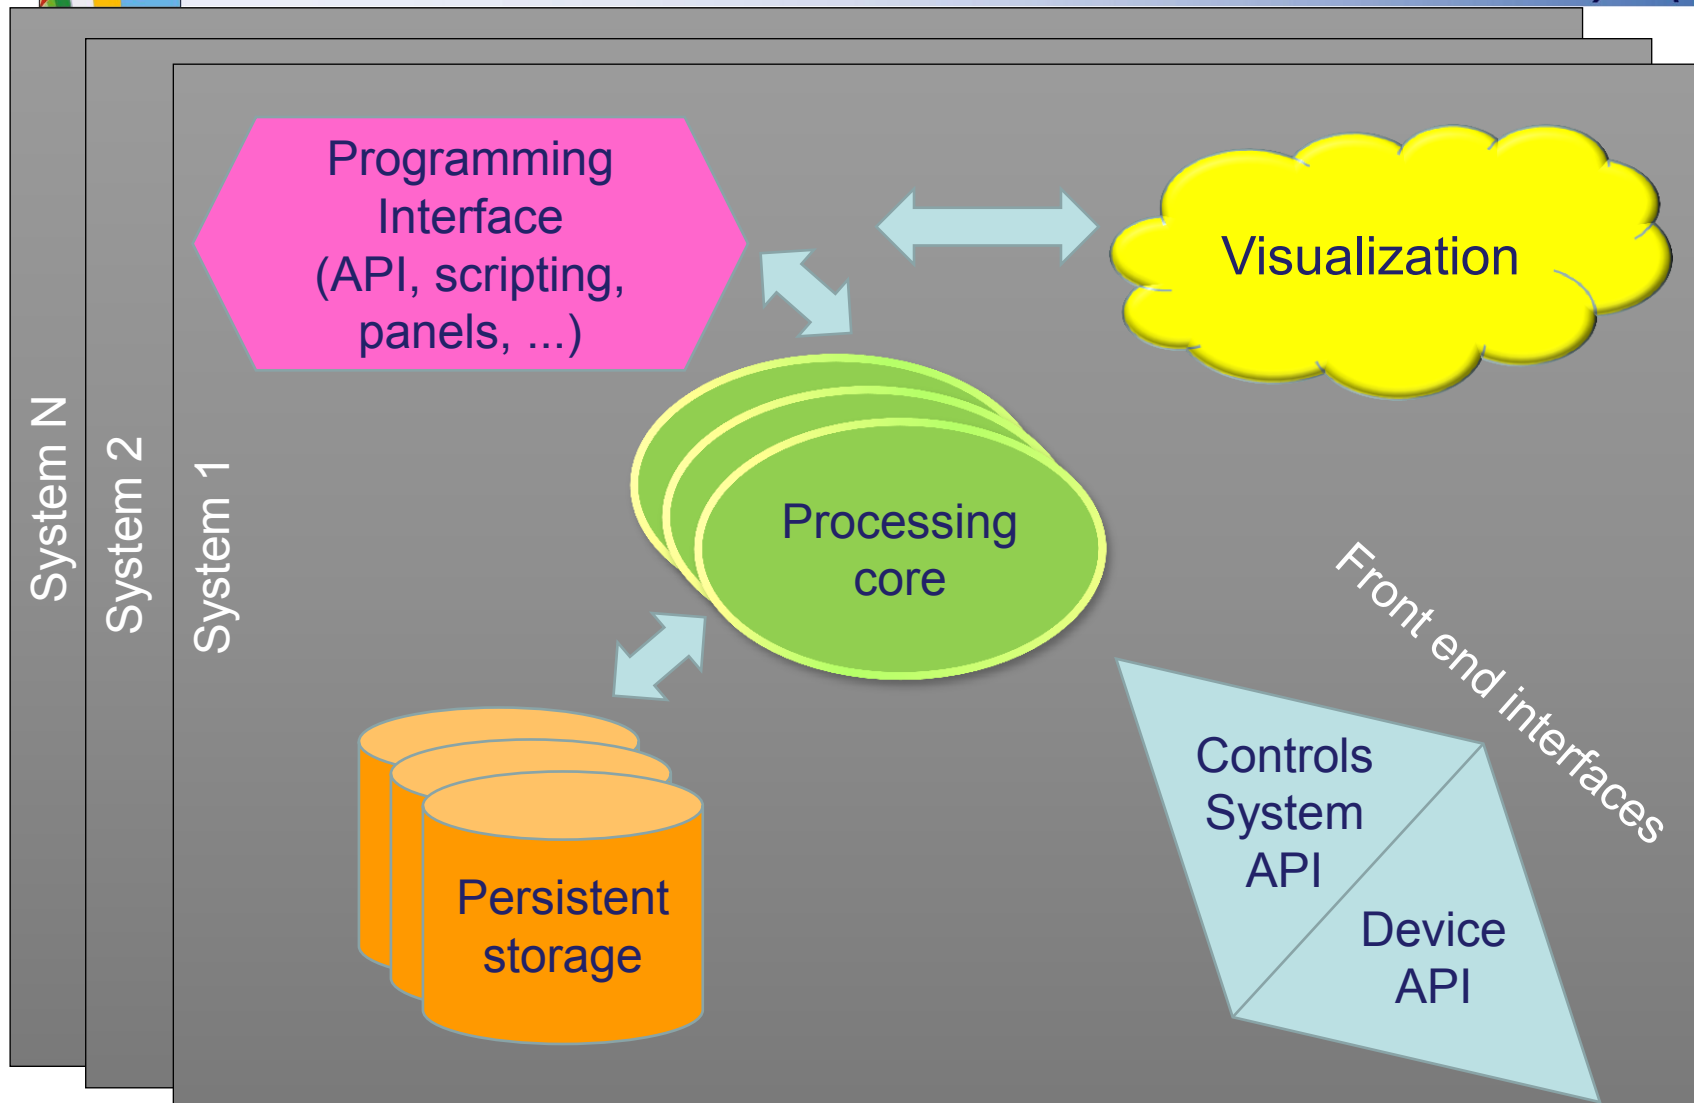 System N
System 2
System 1
Programming
Interface
(API, scripting,
panels, ...)
Visualization
Processing
core
Front end interfaces
Controls
System
API
Device
API
Persistent
storage